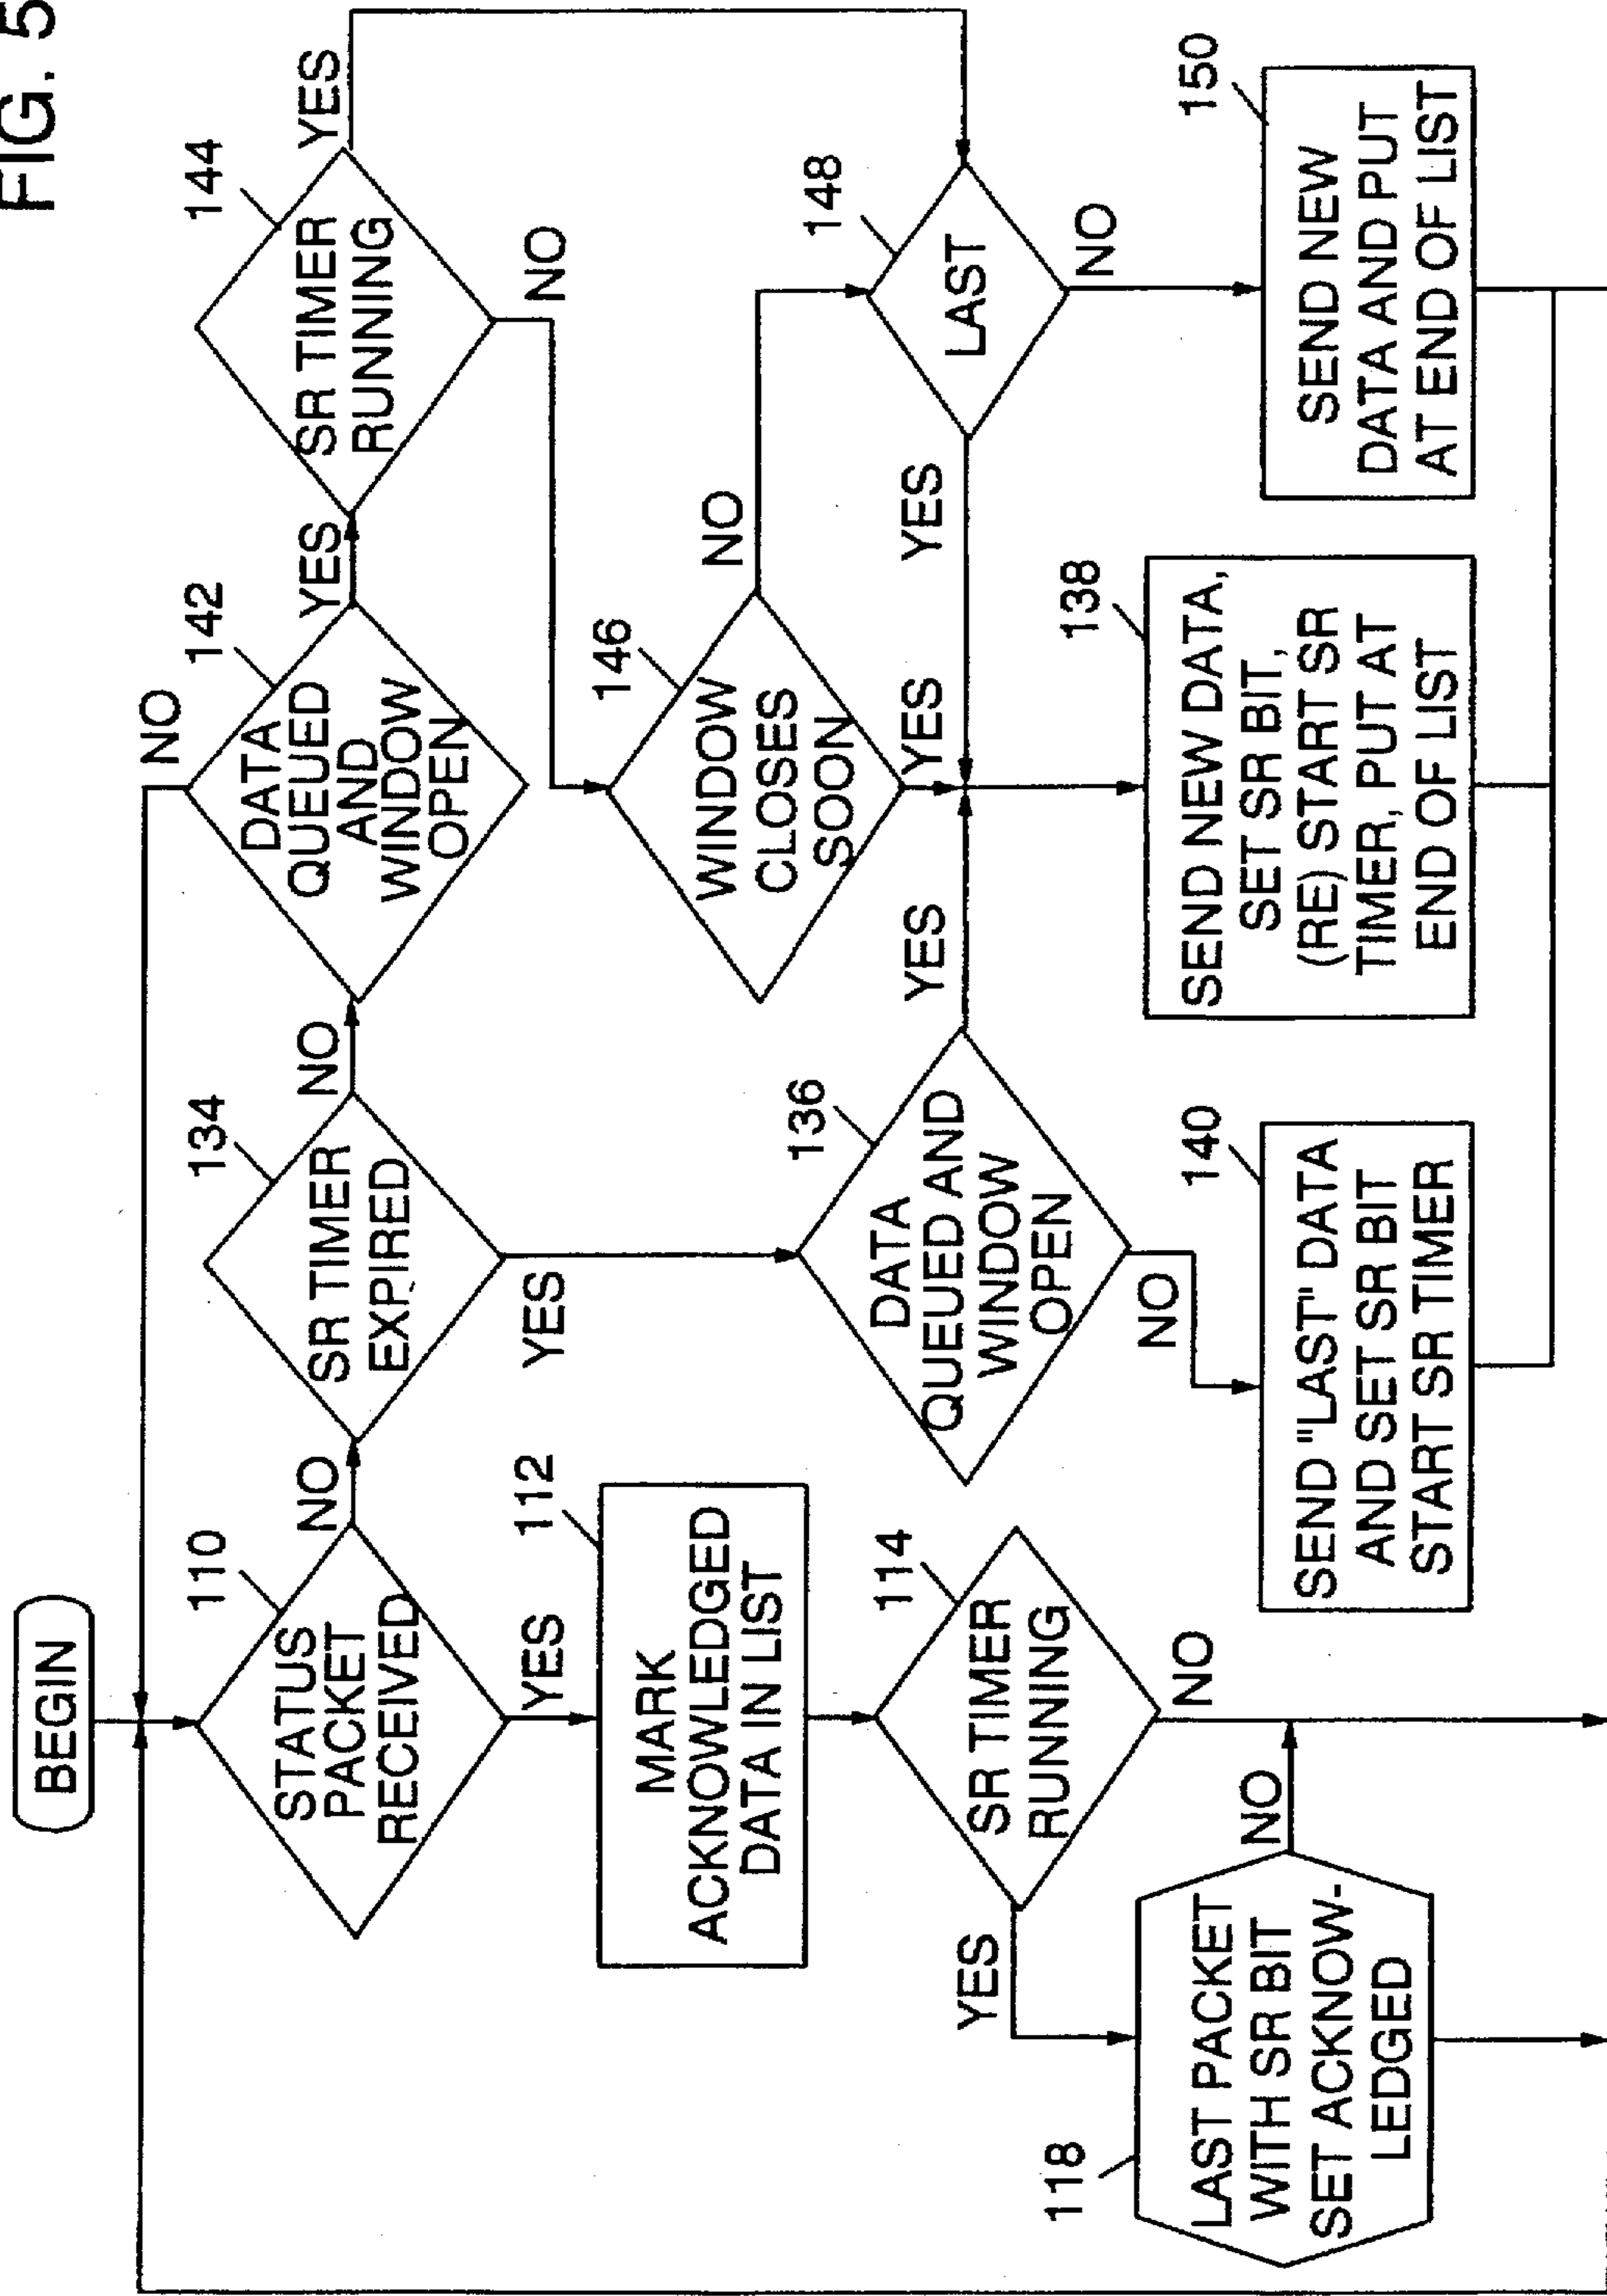 FIG. 5
BEGIN
110
STATUS
PACKET
RECEIVED
NO
YES
134
SR TIMER
EXPIRED
NO
YES
142
DATA
QUEUED
AND
WINDOW
OPEN
NO
YES
144
SR TIMER
RUNNING
YES
NO
112
MARK
ACKNOWLEDGED
DATA IN LIST
146
WINDOW
CLOSES
SOON
NO
YES
114
SR TIMER
RUNNING
YES
NO
136
DATA
QUEUED AND
WINDOW
OPEN
YES
NO
148
LAST
YES
NO
118
LAST PACKET
WITH SR BIT
SET ACKNOW-
LEDGED
NO
140
SEND "LAST" DATA
AND SET SR BIT
START SR TIMER
138
SEND NEW DATA,
SET SR BIT,
(RE) START SR
TIMER, PUT AT
END OF LIST
150
SEND NEW
DATA AND PUT
AT END OF LIST